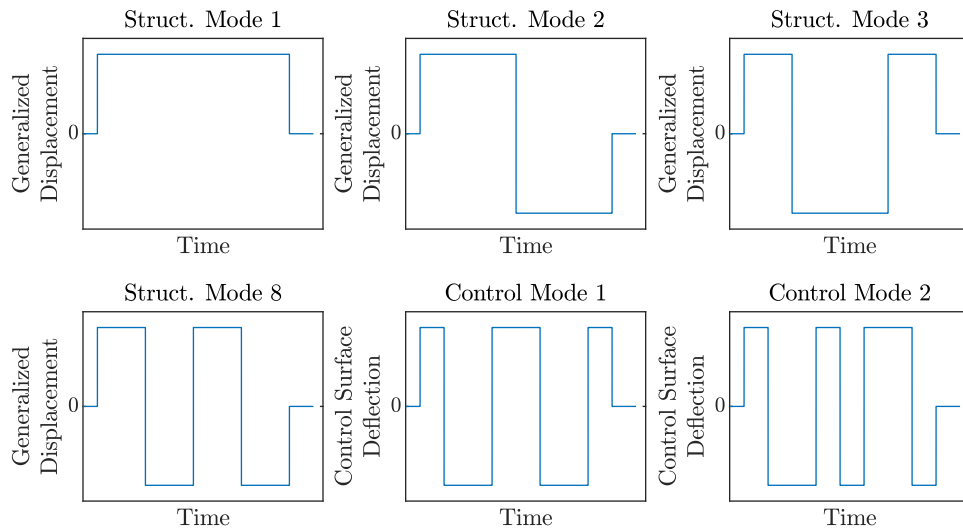 Struct. Mode 1
Generalized
Displacement
0
Time
Struct. Mode 2
Generalized
Displacement
0
Time
Struct. Mode 3
Generalized
Displacement
0
Time
Struct. Mode 8
Generalized
Displacement
0
Time
Control Mode 1
Control Surface
Deflection
0
Time
Control Mode 2
Control Surface
Deflection
0
Time